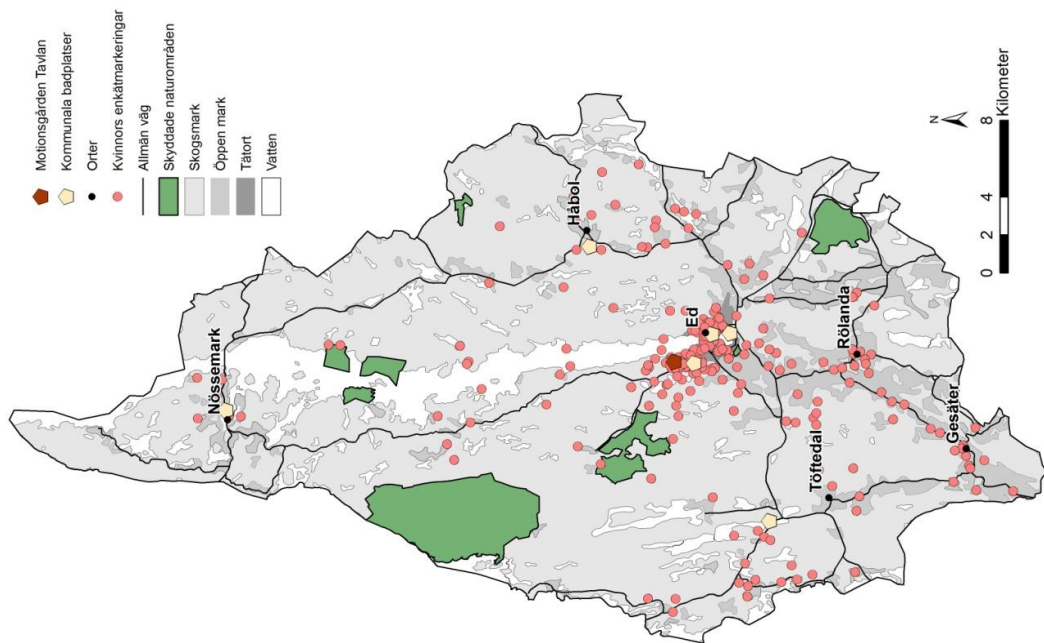 Motionsgården Tavlan
Kommunala badplatser
Orter
Kvinnors enkätmarkeringar
Allmän väg
Skyddade naturområden
Skogsmark
Öppen mark
Tätort
Vatten
Nössemark
Håbol
Ed
Rölanda
Töftedal
Gesäter
N
0 2 4 8
Kilometer